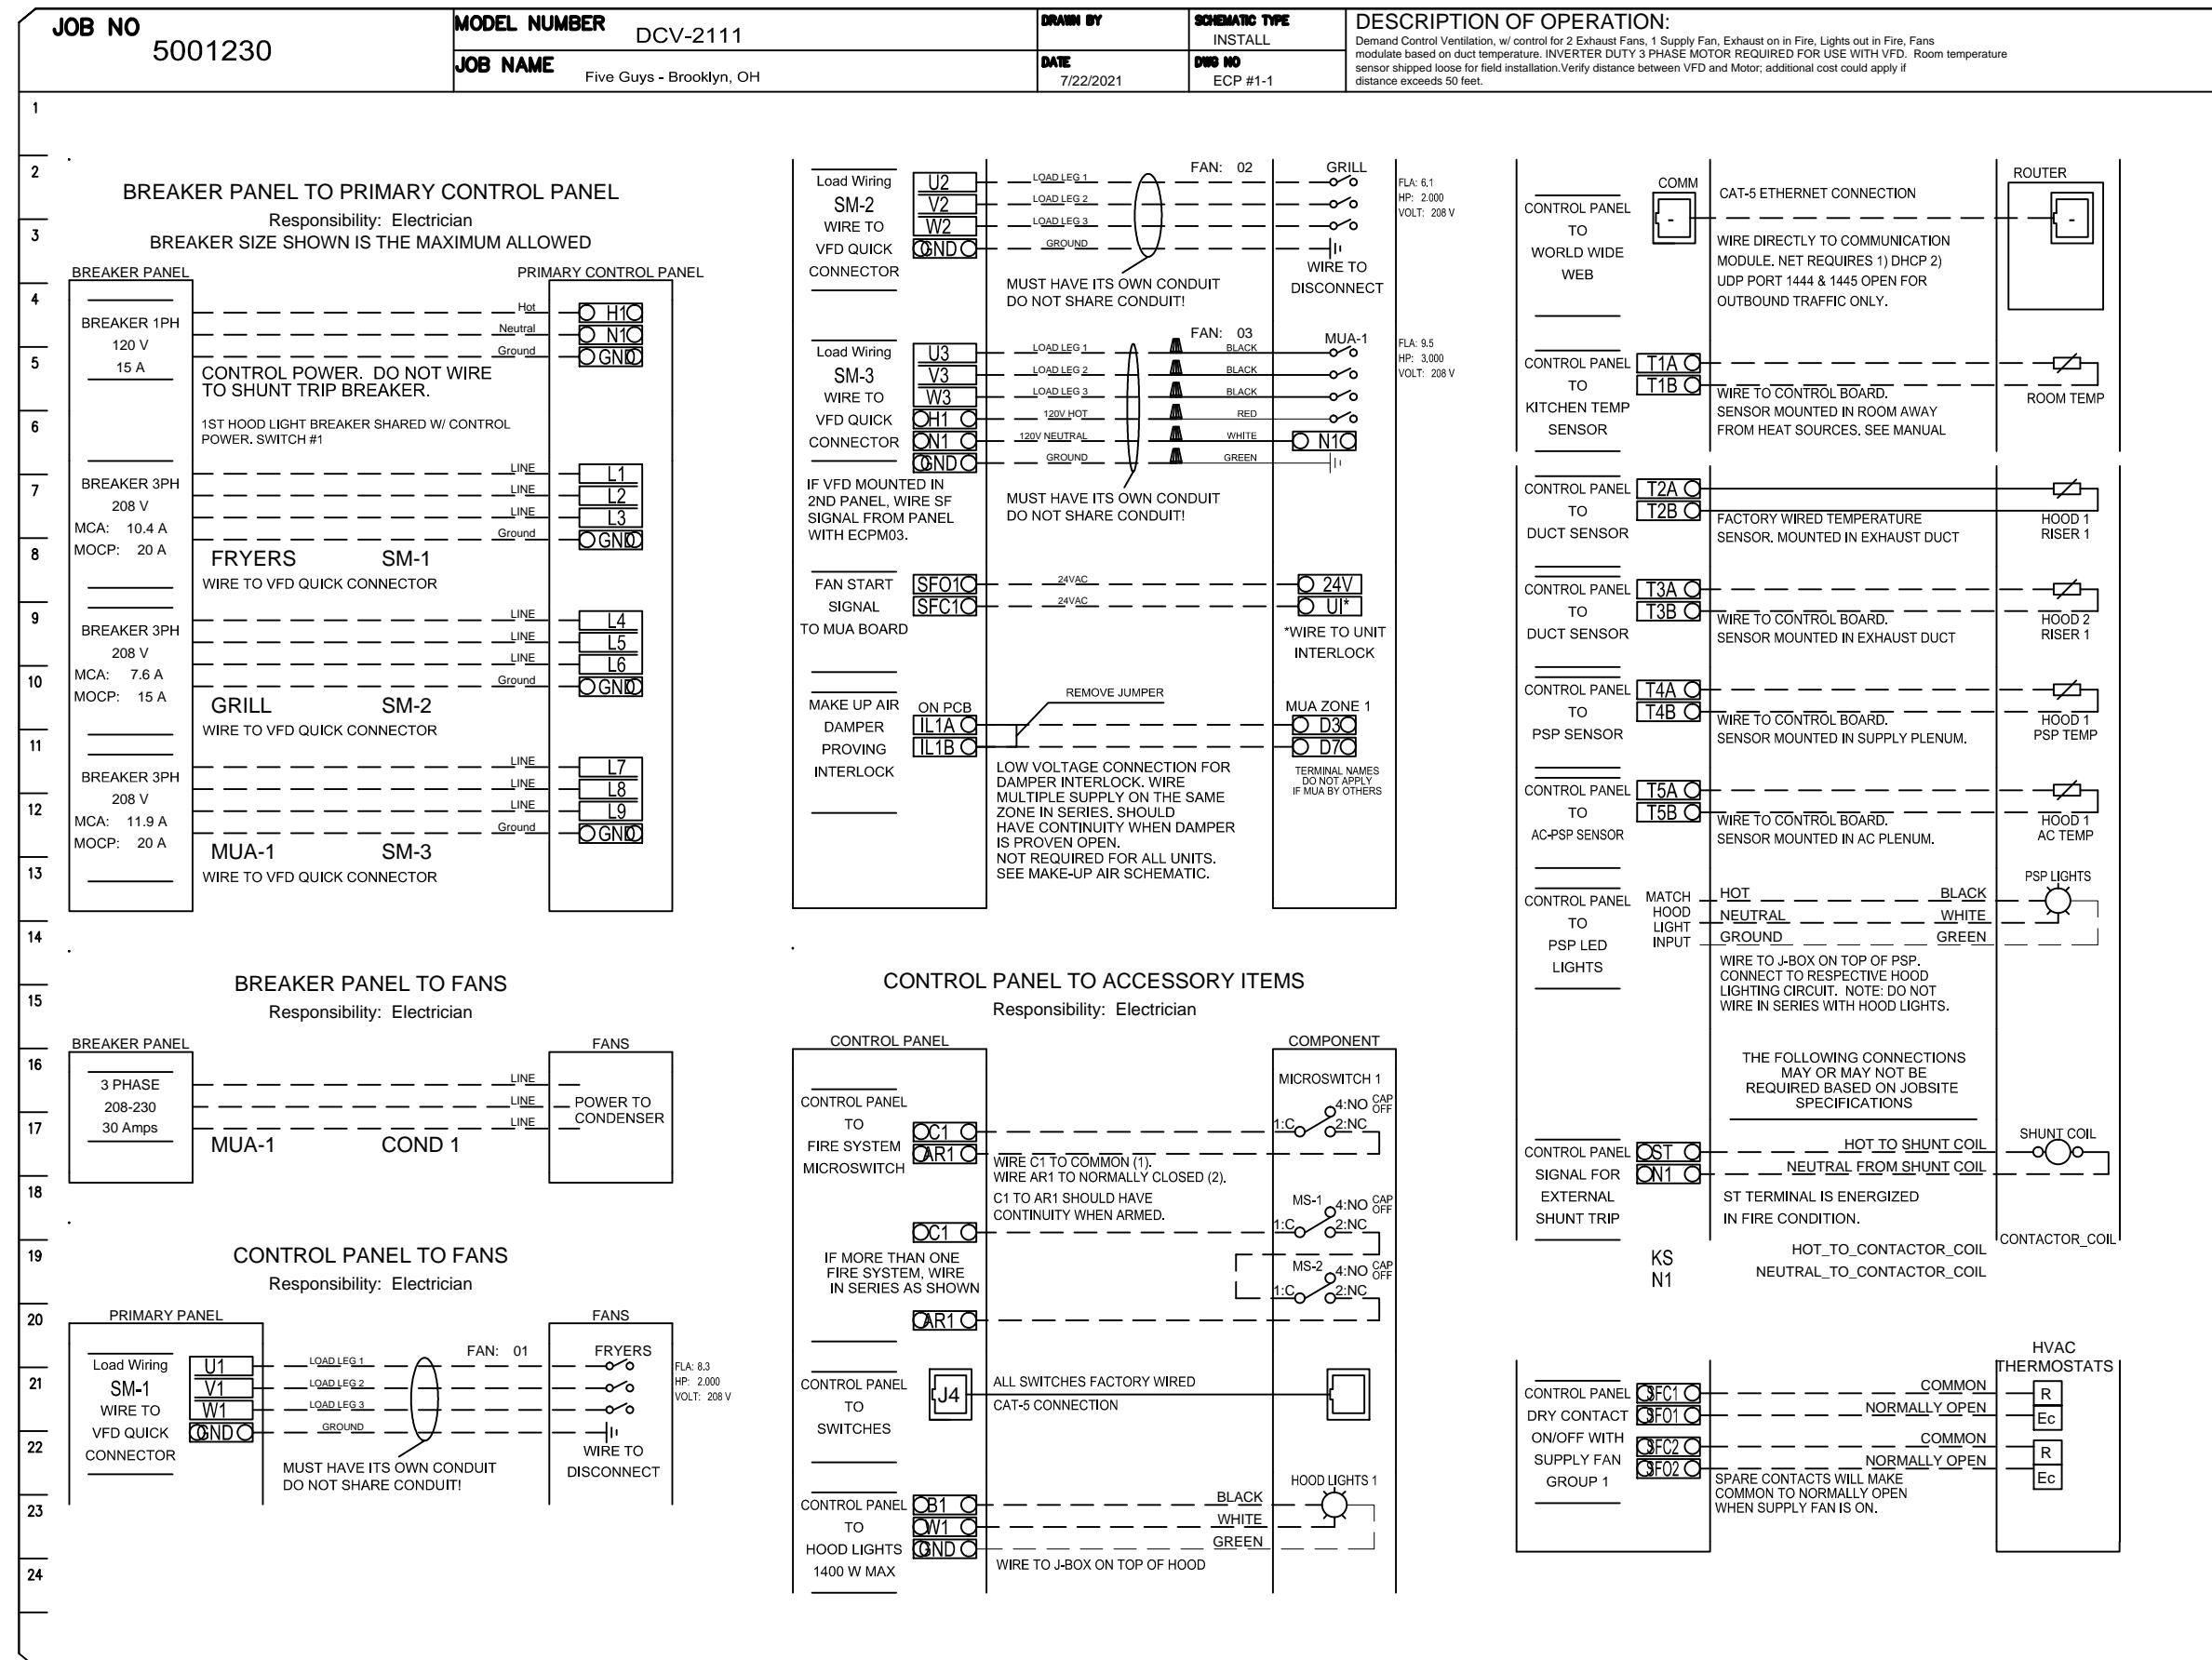 JOB NO
5001230
MODEL NUMBER
DCV-2111
JOB NAME
Five Guys - Brooklyn, OH
DRAWN BY
DATE
7/22/2021
SCHEMATIC TYPE
INSTALL
DWG NO
ECP #1-1
DESCRIPTION OF OPERATION:
Demand Control Ventilation, w/ control for 2 Exhaust Fans, 1 Supply Fan, Exhaust on in Fire, Lights out in Fire, Fans
modulate based on duct temperature. INVERTER DUTY 3 PHASE MOTOR REQUIRED FOR USE WITH VFD. Room temperature
sensor shipped loose for field installation.Verify distance between VFD and Motor; additional cost could apply if
distance exceeds 50 feet.
1
2
3
4
5
6
7
8
9
10
11
12
13
14
15
16
17
18
19
20
21
22
23
24
BREAKER PANEL TO PRIMARY CONTROL PANEL
Responsibility: Electrician
BREAKER SIZE SHOWN IS THE MAXIMUM ALLOWED
BREAKER PANEL
PRIMARY CONTROL PANEL
BREAKER 1PH
120 V
15 A
Hot
H1
Neutral
N1
Ground
GND
CONTROL POWER. DO NOT WIRE
TO SHUNT TRIP BREAKER.
1ST HOOD LIGHT BREAKER SHARED W/ CONTROL
POWER. SWITCH #1
BREAKER 3PH
208 V
MCA: 10.4 A
MOCP: 20 A
LINE
L1
LINE
L2
LINE
L3
Ground
GND
FRYERS SM-1
WIRE TO VFD QUICK CONNECTOR
BREAKER 3PH
208 V
MCA: 7.6 A
MOCP: 15 A
LINE
L4
LINE
L5
LINE
L6
Ground
GND
GRILL SM-2
WIRE TO VFD QUICK CONNECTOR
BREAKER 3PH
208 V
MCA: 11.9 A
MOCP: 20 A
LINE
L7
LINE
L8
LINE
L9
Ground
GND
MUA-1 SM-3
WIRE TO VFD QUICK CONNECTOR
BREAKER PANEL TO FANS
Responsibility: Electrician
BREAKER PANEL
FANS
3 PHASE
208-230
30 Amps
LINE
LINE
LINE
POWER TO
CONDENSER
MUA-1 COND 1
CONTROL PANEL TO FANS
Responsibility: Electrician
PRIMARY PANEL
FANS
Load Wiring
SM-1
WIRE TO
VFD QUICK
CONNECTOR
U1
V1
W1
GND
LOAD LEG 1
LOAD LEG 2
LOAD LEG 3
GROUND
FAN: 01
FRYERS
FLA: 8.3
HP: 2.000
VOLT: 208 V
WIRE TO
DISCONNECT
MUST HAVE ITS OWN CONDUIT
DO NOT SHARE CONDUIT!
Load Wiring
SM-2
WIRE TO
VFD QUICK
CONNECTOR
U2
V2
W2
GND
LOAD LEG 1
LOAD LEG 2
LOAD LEG 3
GROUND
FAN: 02
GRILL
FLA: 6.1
HP: 2.000
VOLT: 208 V
WIRE TO
DISCONNECT
MUST HAVE ITS OWN CONDUIT
DO NOT SHARE CONDUIT!
Load Wiring
SM-3
WIRE TO
VFD QUICK
CONNECTOR
U3
V3
W3
H1
N1
GND
LOAD LEG 1
LOAD LEG 2
LOAD LEG 3
120V HOT
120V NEUTRAL
GROUND
FAN: 03
BLACK
BLACK
BLACK
RED
WHITE
GREEN
MUA-1
N1
FLA: 9.5
HP: 3.000
VOLT: 208 V
IF VFD MOUNTED IN
2ND PANEL, WIRE SF
SIGNAL FROM PANEL
WITH ECPM03.
MUST HAVE ITS OWN CONDUIT
DO NOT SHARE CONDUIT!
FAN START
SIGNAL
TO MUA BOARD
SFO1
SFC1
24VAC
24VAC
24V
UI*
*WIRE TO UNIT
INTERLOCK
MAKE UP AIR
DAMPER
PROVING
INTERLOCK
ON PCB
IL1A
IL1B
REMOVE JUMPER
MUA ZONE 1
D3
D7
TERMINAL NAMES
DO NOT APPLY
IF MUA BY OTHERS
LOW VOLTAGE CONNECTION FOR
DAMPER INTERLOCK. WIRE
MULTIPLE SUPPLY ON THE SAME
ZONE IN SERIES. SHOULD
HAVE CONTINUITY WHEN DAMPER
IS PROVEN OPEN.
NOT REQUIRED FOR ALL UNITS.
SEE MAKE-UP AIR SCHEMATIC.
CONTROL PANEL TO ACCESSORY ITEMS
Responsibility: Electrician
CONTROL PANEL
COMPONENT
CONTROL PANEL
TO
FIRE SYSTEM
MICROSWITCH
C1
AR1
MICROSWITCH 1
4:NO
CAP
OFF
1:C
2:NC
WIRE C1 TO COMMON (1).
WIRE AR1 TO NORMALLY CLOSED (2).
C1 TO AR1 SHOULD HAVE
CONTINUITY WHEN ARMED.
C1
MS-1
4:NO
CAP
OFF
1:C
2:NC
IF MORE THAN ONE
FIRE SYSTEM, WIRE
IN SERIES AS SHOWN
MS-2
4:NO
CAP
OFF
1:C
2:NC
AR1
CONTROL PANEL
TO
SWITCHES
J4
ALL SWITCHES FACTORY WIRED
CAT-5 CONNECTION
CONTROL PANEL
TO
HOOD LIGHTS
1400 W MAX
B1
W1
GND
BLACK
WHITE
GREEN
HOOD LIGHTS 1
WIRE TO J-BOX ON TOP OF HOOD
CONTROL PANEL
TO
WORLD WIDE
WEB
COMM
-
CAT-5 ETHERNET CONNECTION
ROUTER
-
WIRE DIRECTLY TO COMMUNICATION
MODULE. NET REQUIRES 1) DHCP 2)
UDP PORT 1444 & 1445 OPEN FOR
OUTBOUND TRAFFIC ONLY.
CONTROL PANEL
TO
KITCHEN TEMP
SENSOR
T1A
T1B
WIRE TO CONTROL BOARD.
SENSOR MOUNTED IN ROOM AWAY
FROM HEAT SOURCES. SEE MANUAL
ROOM TEMP
CONTROL PANEL
TO
DUCT SENSOR
T2A
T2B
FACTORY WIRED TEMPERATURE
SENSOR. MOUNTED IN EXHAUST DUCT
HOOD 1
RISER 1
CONTROL PANEL
TO
DUCT SENSOR
T3A
T3B
WIRE TO CONTROL BOARD.
SENSOR MOUNTED IN EXHAUST DUCT
HOOD 2
RISER 1
CONTROL PANEL
TO
PSP SENSOR
T4A
T4B
WIRE TO CONTROL BOARD.
SENSOR MOUNTED IN SUPPLY PLENUM.
HOOD 1
PSP TEMP
CONTROL PANEL
TO
AC-PSP SENSOR
T5A
T5B
WIRE TO CONTROL BOARD.
SENSOR MOUNTED IN AC PLENUM.
HOOD 1
AC TEMP
CONTROL PANEL
TO
PSP LED
LIGHTS
MATCH
HOOD
LIGHT
INPUT
HOT
NEUTRAL
GROUND
BLACK
WHITE
GREEN
PSP LIGHTS
WIRE TO J-BOX ON TOP OF PSP.
CONNECT TO RESPECTIVE HOOD
LIGHTING CIRCUIT. NOTE: DO NOT
WIRE IN SERIES WITH HOOD LIGHTS.
THE FOLLOWING CONNECTIONS
MAY OR MAY NOT BE
REQUIRED BASED ON JOBSITE
SPECIFICATIONS
CONTROL PANEL
SIGNAL FOR
EXTERNAL
SHUNT TRIP
ST
N1
HOT TO SHUNT COIL
NEUTRAL FROM SHUNT COIL
SHUNT COIL
ST TERMINAL IS ENERGIZED
IN FIRE CONDITION.
KS
N1
HOT_TO_CONTACTOR_COIL
NEUTRAL_TO_CONTACTOR_COIL
CONTACTOR_COIL
HVAC
THERMOSTATS
CONTROL PANEL
DRY CONTACT
ON/OFF WITH
SUPPLY FAN
GROUP 1
SFC1
SFO1
SFC2
SFO2
COMMON
NORMALLY OPEN
COMMON
NORMALLY OPEN
R
Ec
R
Ec
SPARE CONTACTS WILL MAKE
COMMON TO NORMALLY OPEN
WHEN SUPPLY FAN IS ON.